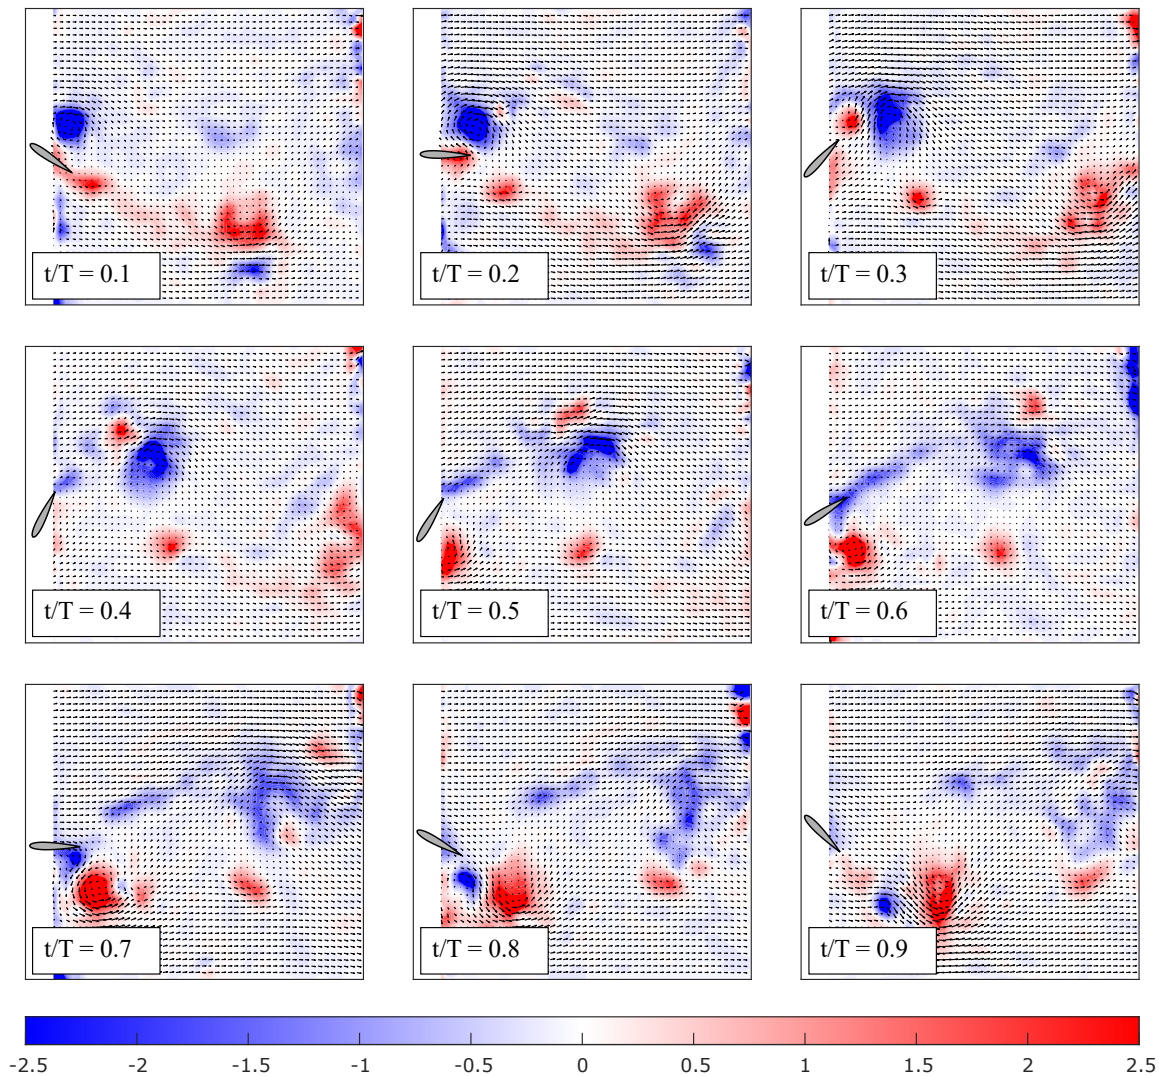 t/T = 0.1
t/T = 0.2
t/T = 0.3
t/T = 0.4
t/T = 0.5
t/T = 0.6
t/T = 0.7
t/T = 0.8
t/T = 0.9
-2.5 -2 -1.5 -1 -0.5 0 0.5 1 1.5 2 2.5